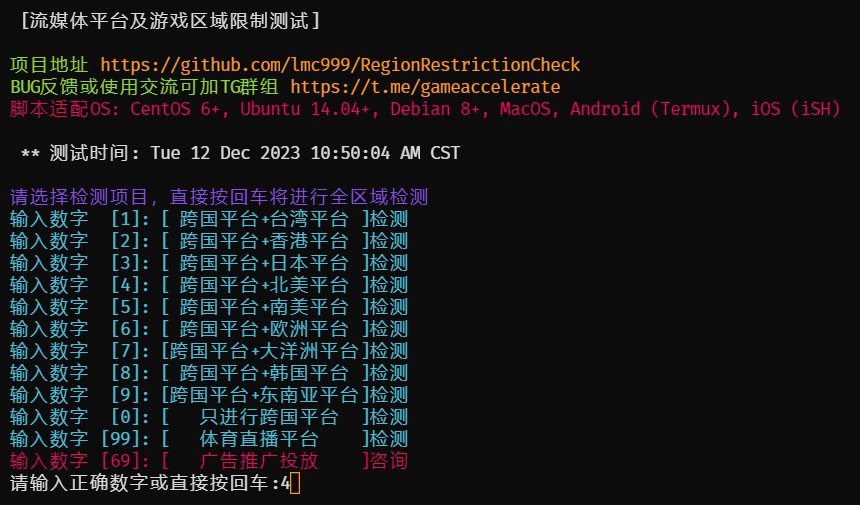 [流媒体平台及游戏区域限制测试]
项目地址 https://github.com/lmc999/RegionRestrictionCheck
BUG反馈或使用交流可加TG群组 https://t.me/gameaccelerate
脚本适配OS: CentOS 6+, Ubuntu 14.04+, Debian 8+, MacOS, Android (Termux), iOS (iSH)
** 测试时间: Tue 12 Dec 2023 10:50:04 AM CST
请选择检测项目，直接按回车将进行全区域检测
输入数字  [1]: [ 跨国平台+台湾平台 ]检测
输入数字  [2]: [ 跨国平台+香港平台 ]检测
输入数字  [3]: [ 跨国平台+日本平台 ]检测
输入数字  [4]: [ 跨国平台+北美平台 ]检测
输入数字  [5]: [ 跨国平台+南美平台 ]检测
输入数字  [6]: [ 跨国平台+欧洲平台 ]检测
输入数字  [7]: [跨国平台+大洋洲平台]检测
输入数字  [8]: [ 跨国平台+韩国平台 ]检测
输入数字  [9]: [跨国平台+东南亚平台]检测
输入数字  [0]: [   只进行跨国平台  ]检测
输入数字 [99]: [   体育直播平台    ]检测
输入数字 [69]: [   广告推广投放    ]咨询
请输入正确数字或直接按回车:4